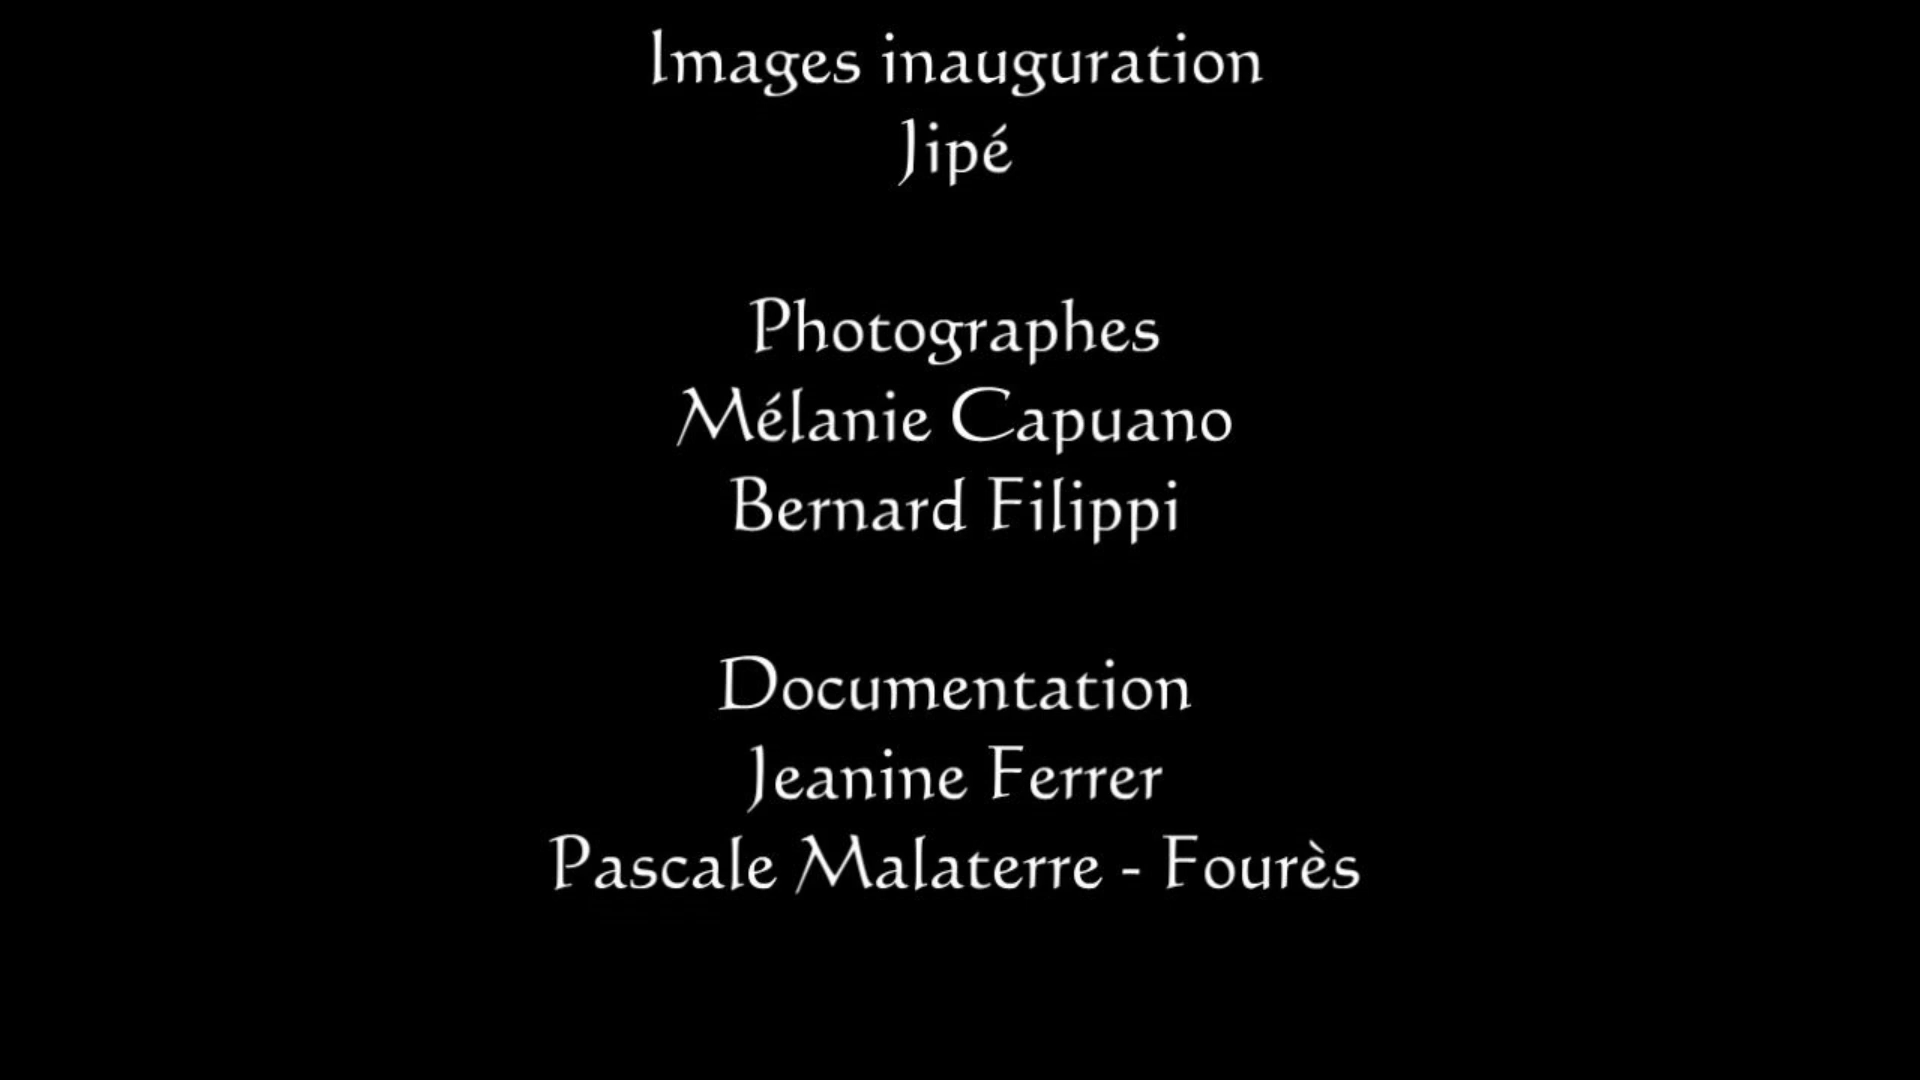 Images inauguration
Jipé
Photographes
Mélanie Capuano
Bernard Filippi
Documentation
Jeanine Ferrer
Pascale Malaterre - Fourès